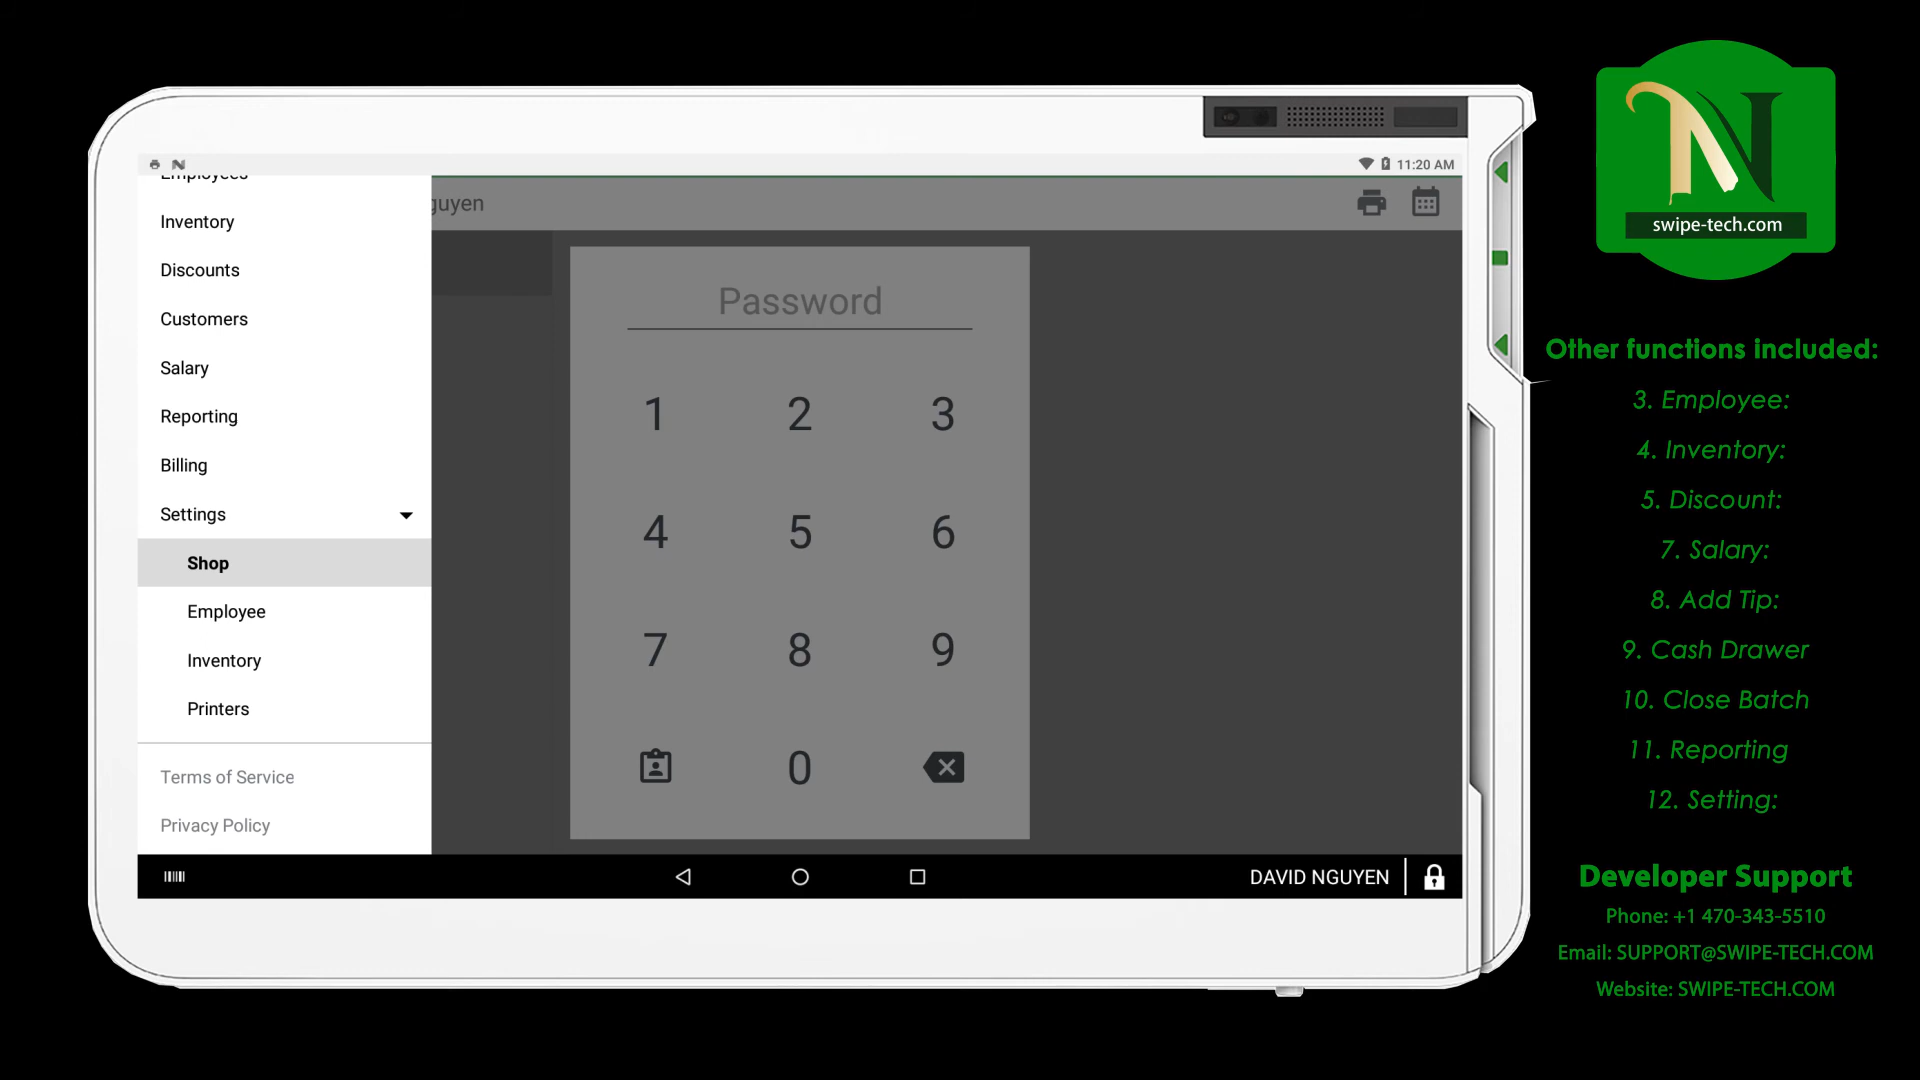 11:20 AM
Employees
Inventory
Discounts
Customers
Salary
Reporting
Billing
Settings
Shop
Employee
Inventory
Printers
Terms of Service
Privacy Policy
guyen
Password
1 2 3
4 5 6
7 8 9
0
DAVID NGUYEN
N
swipe-tech.com
Other functions included:
3. Employee:
4. Inventory:
5. Discount:
7. Salary:
8. Add Tip:
9. Cash Drawer
10. Close Batch
11. Reporting
12. Setting:
Developer Support
Phone: +1 470-343-5510
Email: SUPPORT@SWIPE-TECH.COM
Website: SWIPE-TECH.COM